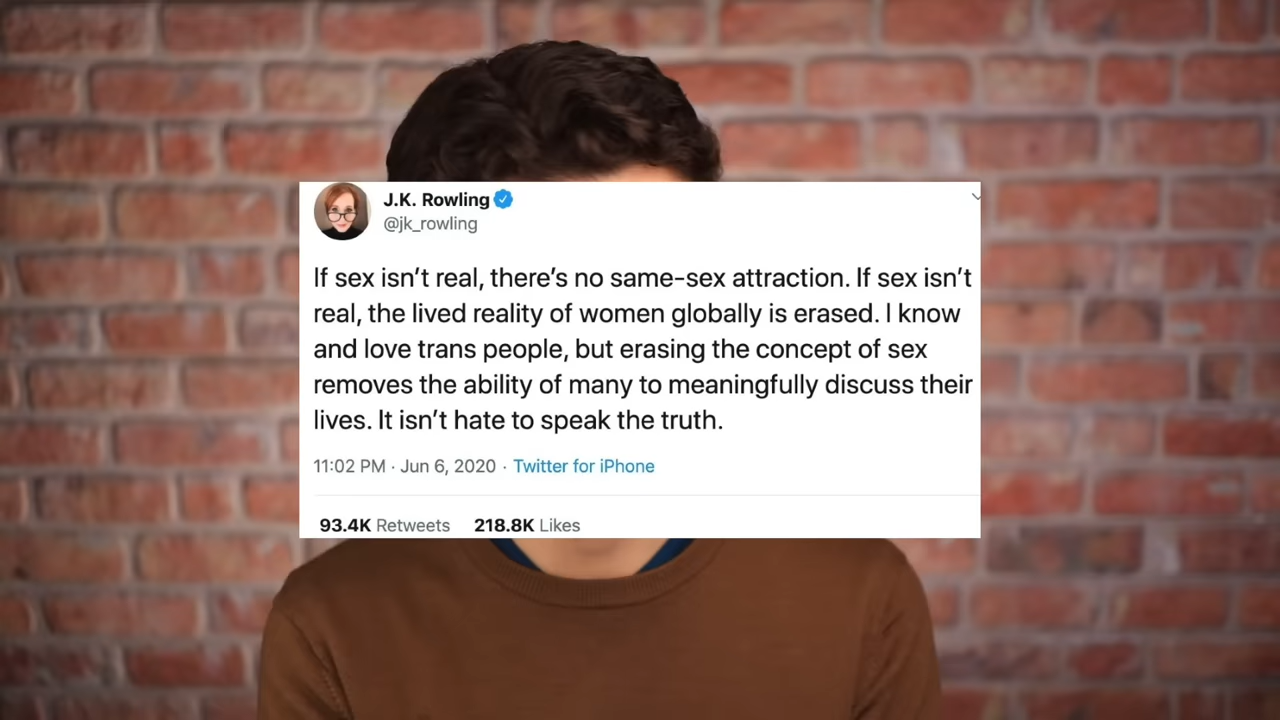 J.K. Rowling
@jk_rowling
If sex isn’t real, there’s no same-sex attraction. If sex isn’t
real, the lived reality of women globally is erased. I know
and love trans people, but erasing the concept of sex
removes the ability of many to meaningfully discuss their
lives. It isn’t hate to speak the truth.
11:02 PM · Jun 6, 2020 · Twitter for iPhone
93.4K Retweets 218.8K Likes